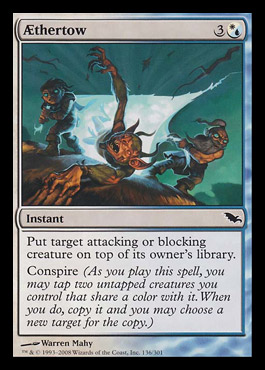 Æthertow 3
Instant
Put target attacking or blocking
creature on top of its owner's library.
Conspire (As you play this spell, you
may tap two untapped creatures you
control that share a color with it. When
you do, copy it and you may choose a
new target for the copy.)
Warren Mahy
™ & © 1993–2008 Wizards of the Coast, Inc. 136/301